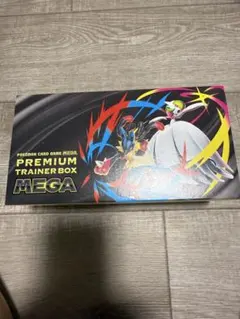 POKÉMON CARD GAME MEGA
PREMIUM
TRAINER BOX
MEGA